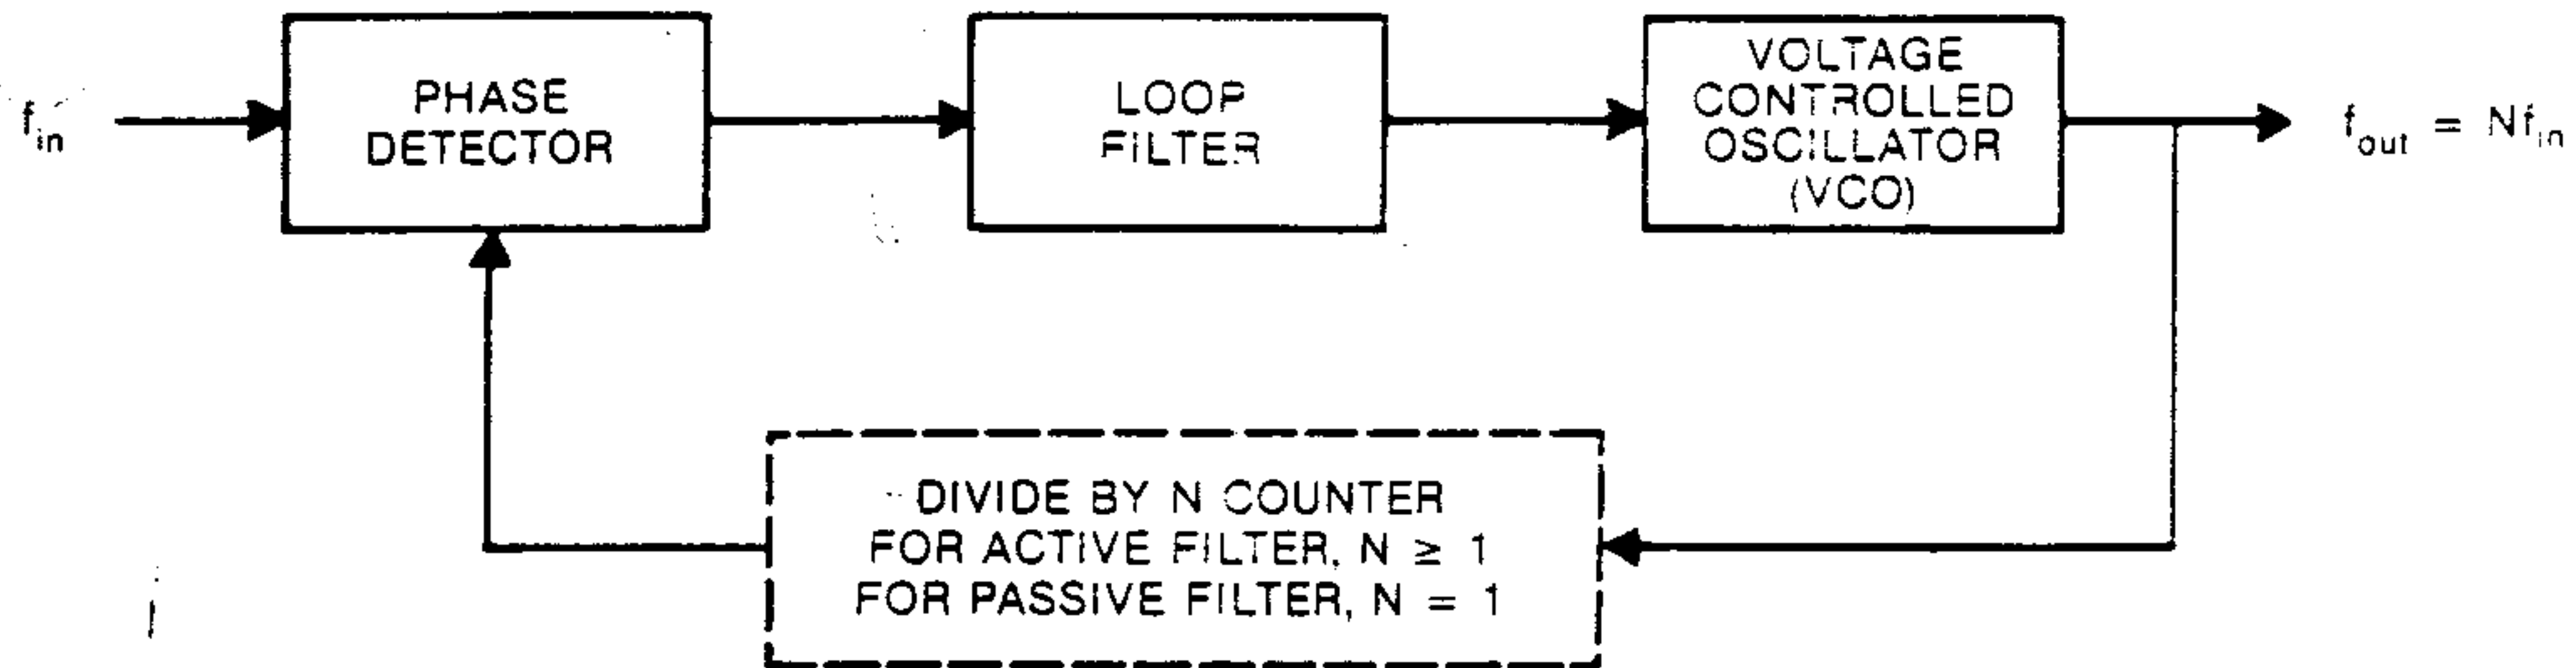 f_in
PHASE
DETECTOR
LOOP
FILTER
VOLTAGE
CONTROLLED
OSCILLATOR
(VCO)
f_out = Nf_in
DIVIDE BY N COUNTER
FOR ACTIVE FILTER, N ≥ 1
FOR PASSIVE FILTER, N = 1